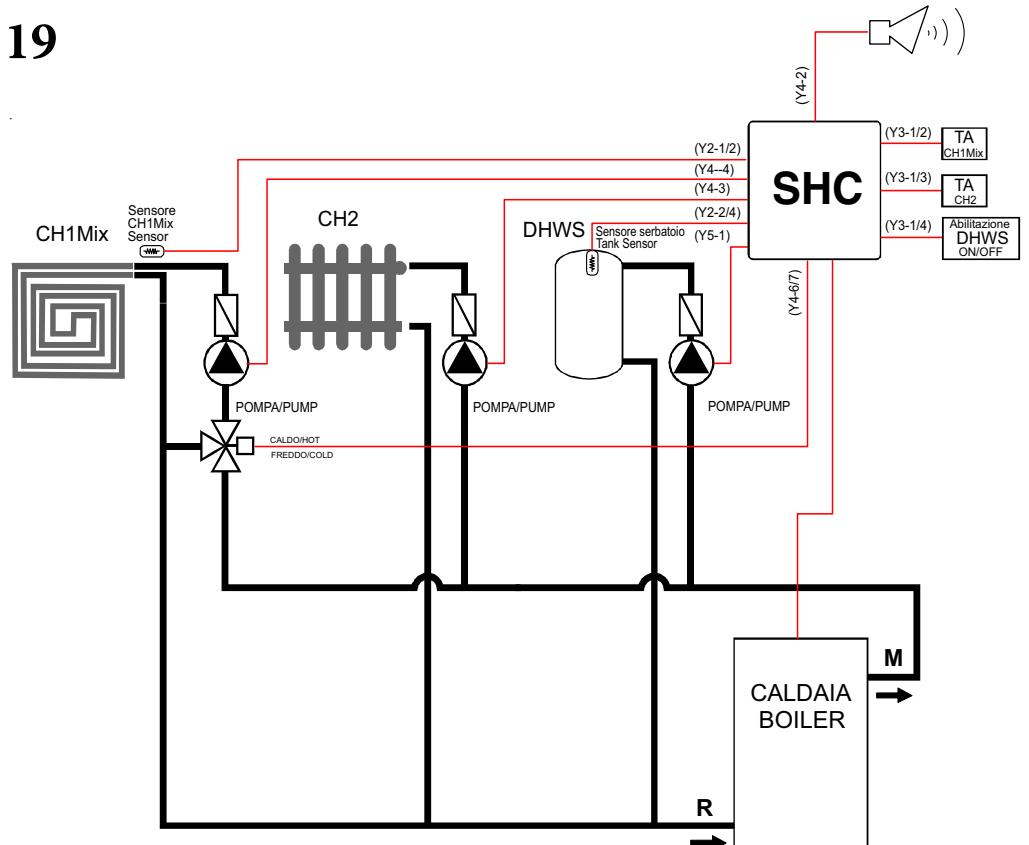 19
(Y4-2)
(Y2-1/2)
(Y4--4)
(Y4-3)
(Y2-2/4)
(Y5-1)
SHC
(Y3-1/2)
TA
CH1Mix
(Y3-1/3)
TA
CH2
(Y3-1/4)
Abilitazione
DHWS
ON/OFF
(Y4-6/7)
CH1Mix
Sensore
CH1Mix
Sensor
CH2
DHWS
Sensore serbatoio
Tank Sensor
POMPA/PUMP
POMPA/PUMP
POMPA/PUMP
CALDO/HOT
FREDDO/COLD
CALDAIA
BOILER
M
R